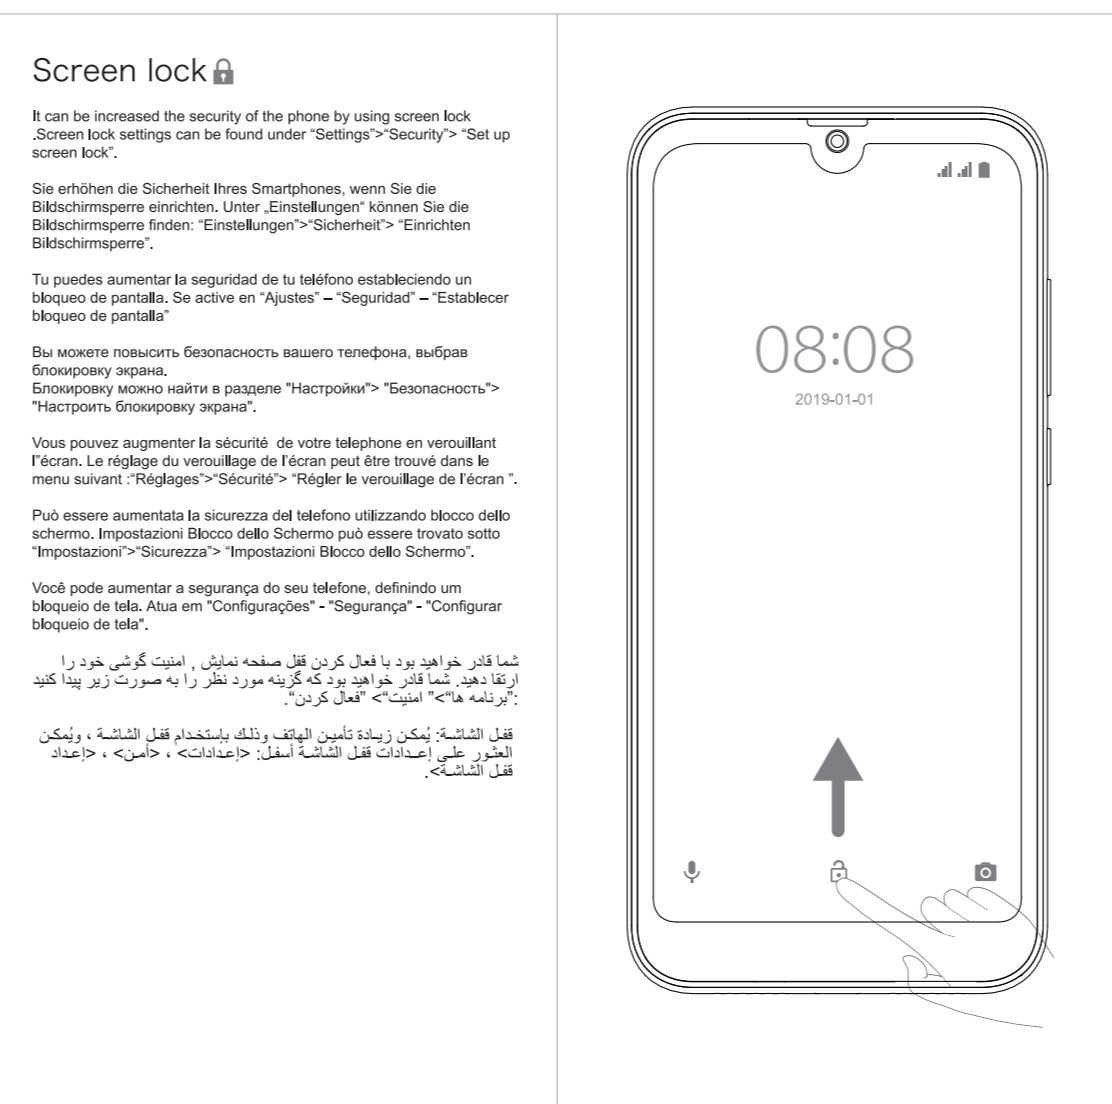 Screen lock
It can be increased the security of the phone by using screen lock
.Screen lock settings can be found under “Settings”>“Security”> “Set up
screen lock”.
Sie erhöhen die Sicherheit Ihres Smartphones, wenn Sie die
Bildschirmsperre einrichten. Unter „Einstellungen“ können Sie die
Bildschirmsperre finden: “Einstellungen”>“Sicherheit”> “Einrichten
Bildschirmsperre”.
Tu puedes aumentar la seguridad de tu teléfono estableciendo un
bloqueo de pantalla. Se active en “Ajustes” – “Seguridad” – “Establecer
bloqueo de pantalla”
Вы можете повысить безопасность вашего телефона, выбрав
блокировку экрана.
Блокировку можно найти в разделе "Настройки"> "Безопасность">
"Настроить блокировку экрана".
Vous pouvez augmenter la sécurité  de votre telephone en verouillant
l”écran. Le réglage du verouillage de l’écran peut être trouvé dans le
menu suivant :“Réglages”>“Sécurité”> “Régler le verouillage de l’écran ”.
Può essere aumentata la sicurezza del telefono utilizzando blocco dello
schermo. Impostazioni Blocco dello Schermo può essere trovato sotto
“Impostazioni”>“Sicurezza”> “Impostazioni Blocco dello Schermo”.
Você pode aumentar a segurança do seu telefone, definindo um
bloqueio de tela. Atua em "Configurações" - "Segurança" - "Configurar
bloqueio de tela".
شما قادر خواهید بود با فعال کردن قفل صفحه نمایش , امنیت گوشی خود را
ارتقا دهید. شما قادر خواهید بود که گزینه مورد نظر را به صورت زیر پیدا کنید
:”برنامه ها“>” امنیت“> ”فعال کردن“.
قفل الشاشة: يُمكن زيادة تأمين الهاتف وذلك بإستخدام قفل الشاشة ، ويُمكن
العثور على إعدادات قفل الشاشة أسفل: <إعدادات> ، <أمن> ، <إعداد
قفل الشاشة>.
08:08
2019-01-01